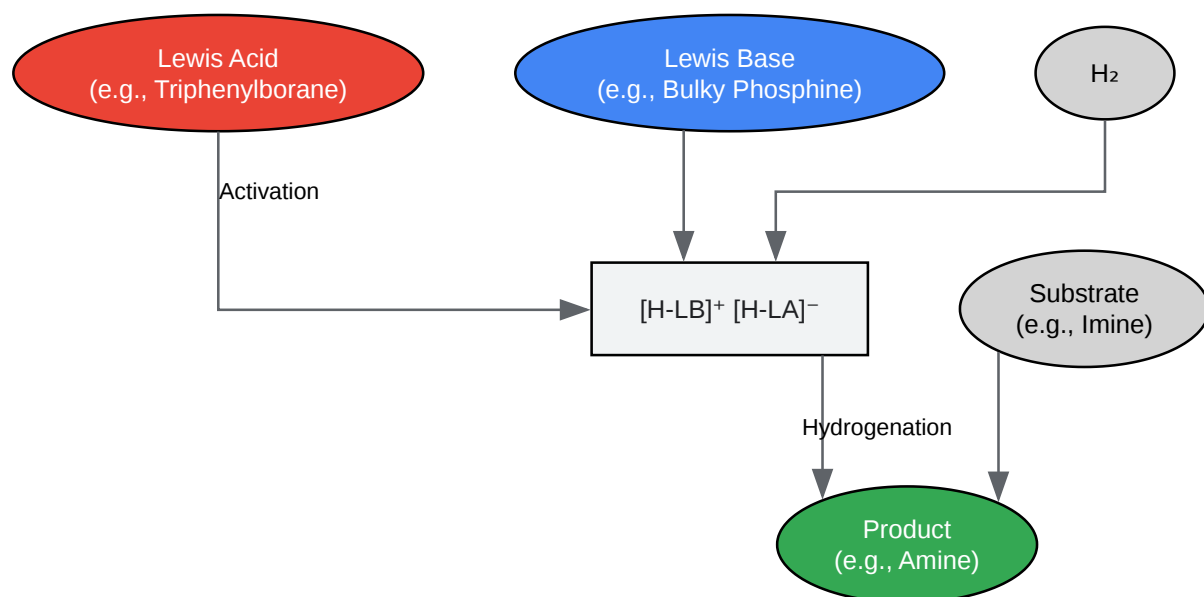 Lewis Acid
(e.g., Triphenylborane)
Lewis Base
(e.g., Bulky Phosphine)
H₂
Activation
[H-LB]⁺ [H-LA]⁻
Substrate
(e.g., Imine)
Hydrogenation
Product
(e.g., Amine)